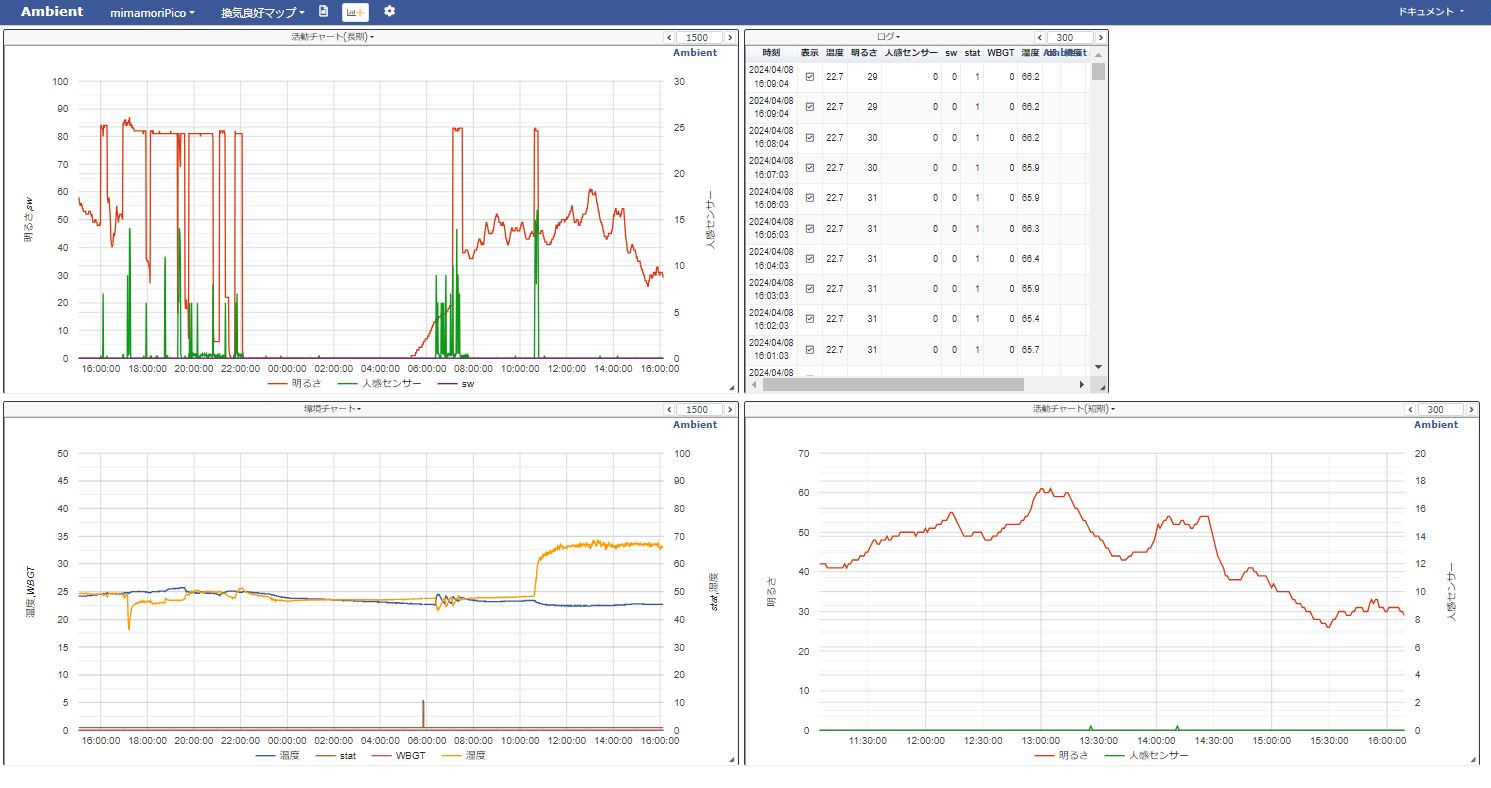 Ambient mimamoriPico 換気良好マップ ドキュメント
活動チャート(長期) 1500
Ambient
100
90
80
70
60
50
40
30
20
10
0
明るさ,sw
30
25
20
15
10
5
0
人感センサー
16:00:00 18:00:00 20:00:00 22:00:00 00:00:00 02:00:00 04:00:00 06:00:00 08:00:00 10:00:00 12:00:00 14:00:00 16:00:00
明るさ 人感センサー sw
ログ 300
時刻 表示 温度 明るさ 人感センサー sw stat WBGT 湿度 Ambient
2024/04/08
16:09:04 22.7 29 0 0 1 0 66.2
2024/04/08
16:09:04 22.7 29 0 0 1 0 66.2
2024/04/08
16:08:04 22.7 30 0 0 1 0 66.2
2024/04/08
16:07:03 22.7 30 0 0 1 0 65.9
2024/04/08
16:06:03 22.7 31 0 0 1 0 65.9
2024/04/08
16:05:03 22.7 31 0 0 1 0 66.3
2024/04/08
16:04:03 22.7 31 0 0 1 0 66.4
2024/04/08
16:03:03 22.7 31 0 0 1 0 65.9
2024/04/08
16:02:03 22.7 31 0 0 1 0 65.4
2024/04/08
16:01:03 22.7 31 0 0 1 0 65.7
2024/04/08
環境チャート 1500
Ambient
50
45
40
35
30
25
20
15
10
5
0
温度,WBGT
100
90
80
70
60
50
40
30
20
10
0
stat,湿度
16:00:00 18:00:00 20:00:00 22:00:00 00:00:00 02:00:00 04:00:00 06:00:00 08:00:00 10:00:00 12:00:00 14:00:00 16:00:00
温度 stat WBGT 湿度
活動チャート(短期) 300
Ambient
70
60
50
40
30
20
10
0
明るさ
20
18
16
14
12
10
8
6
4
2
0
人感センサー
11:30:00 12:00:00 12:30:00 13:00:00 13:30:00 14:00:00 14:30:00 15:00:00 15:30:00 16:00:00
明るさ 人感センサー